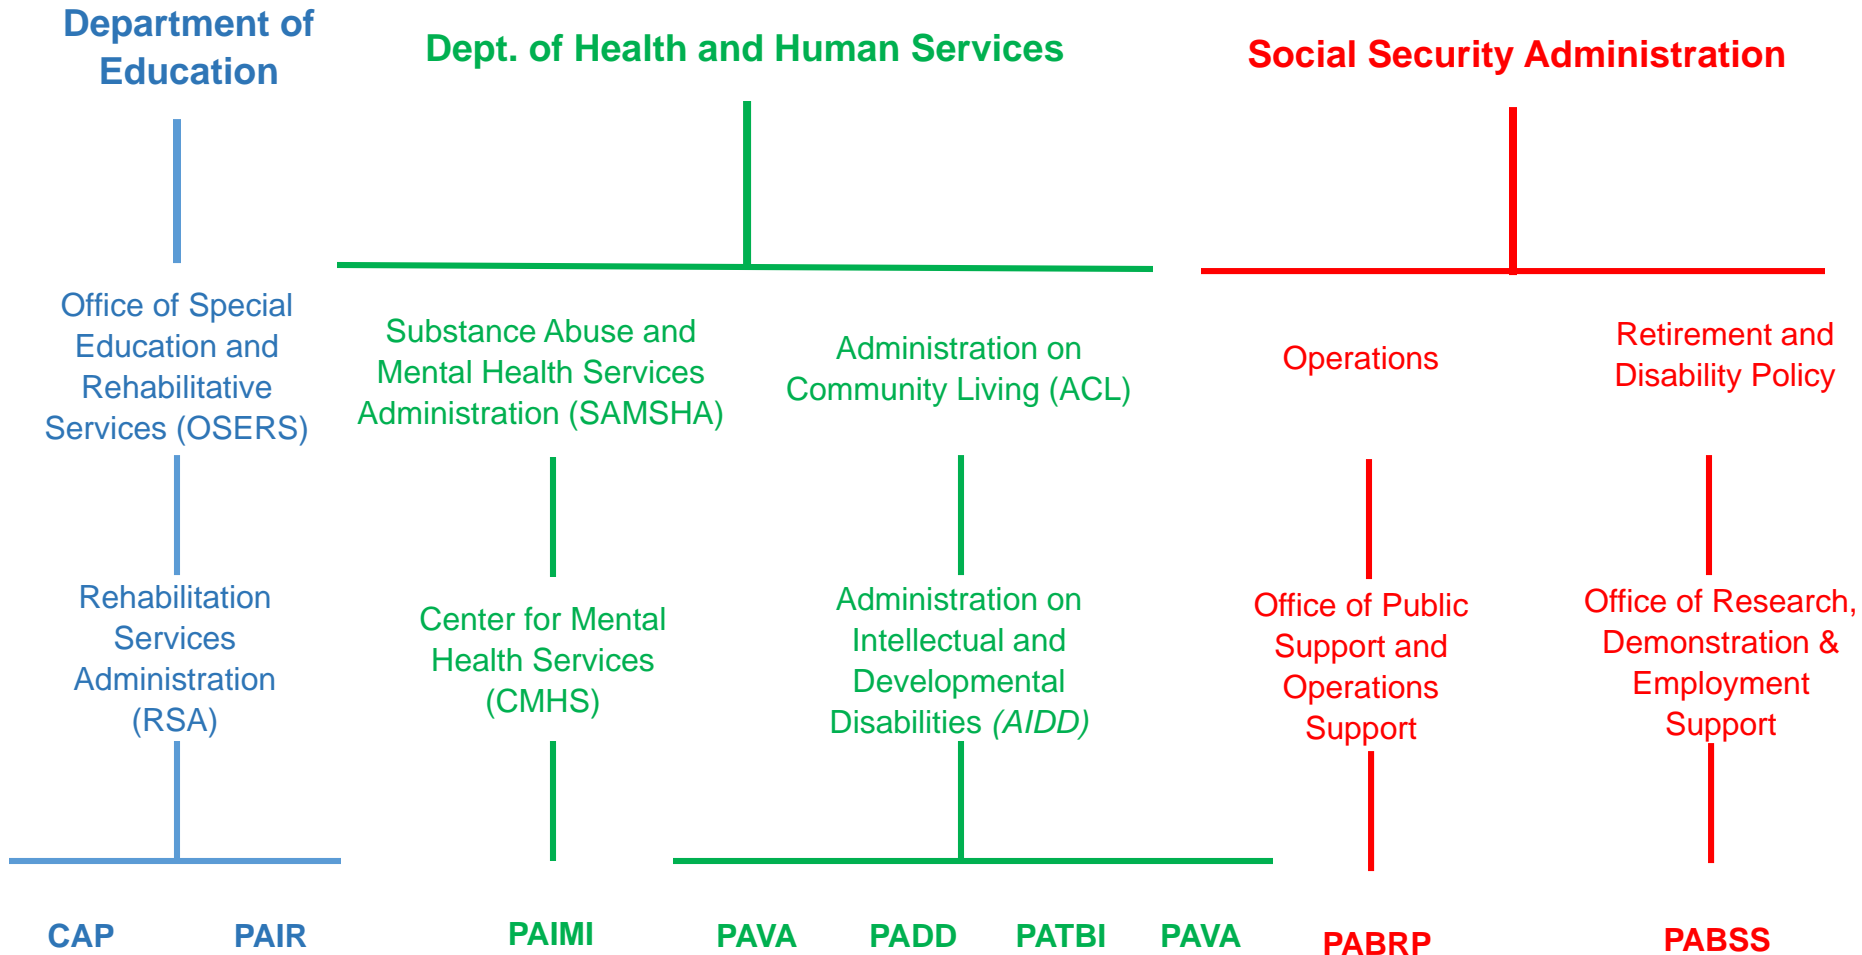 Department of
Education
Dept. of Health and Human Services
Social Security Administration
Office of Special
Education and
Rehabilitative
Services (OSERS)
Substance Abuse and
Mental Health Services
Administration (SAMSHA)
Administration on
Community Living (ACL)
Operations
Retirement and
Disability Policy
Rehabilitation
Services
Administration
(RSA)
Center for Mental
Health Services
(CMHS)
Administration on
Intellectual and
Developmental
Disabilities (AIDD)
Office of Public
Support and
Operations
Support
Office of Research,
Demonstration &
Employment
Support
CAP
PAIR
PAIMI
PAVA
PADD
PATBI
PAVA
PABRP
PABSS